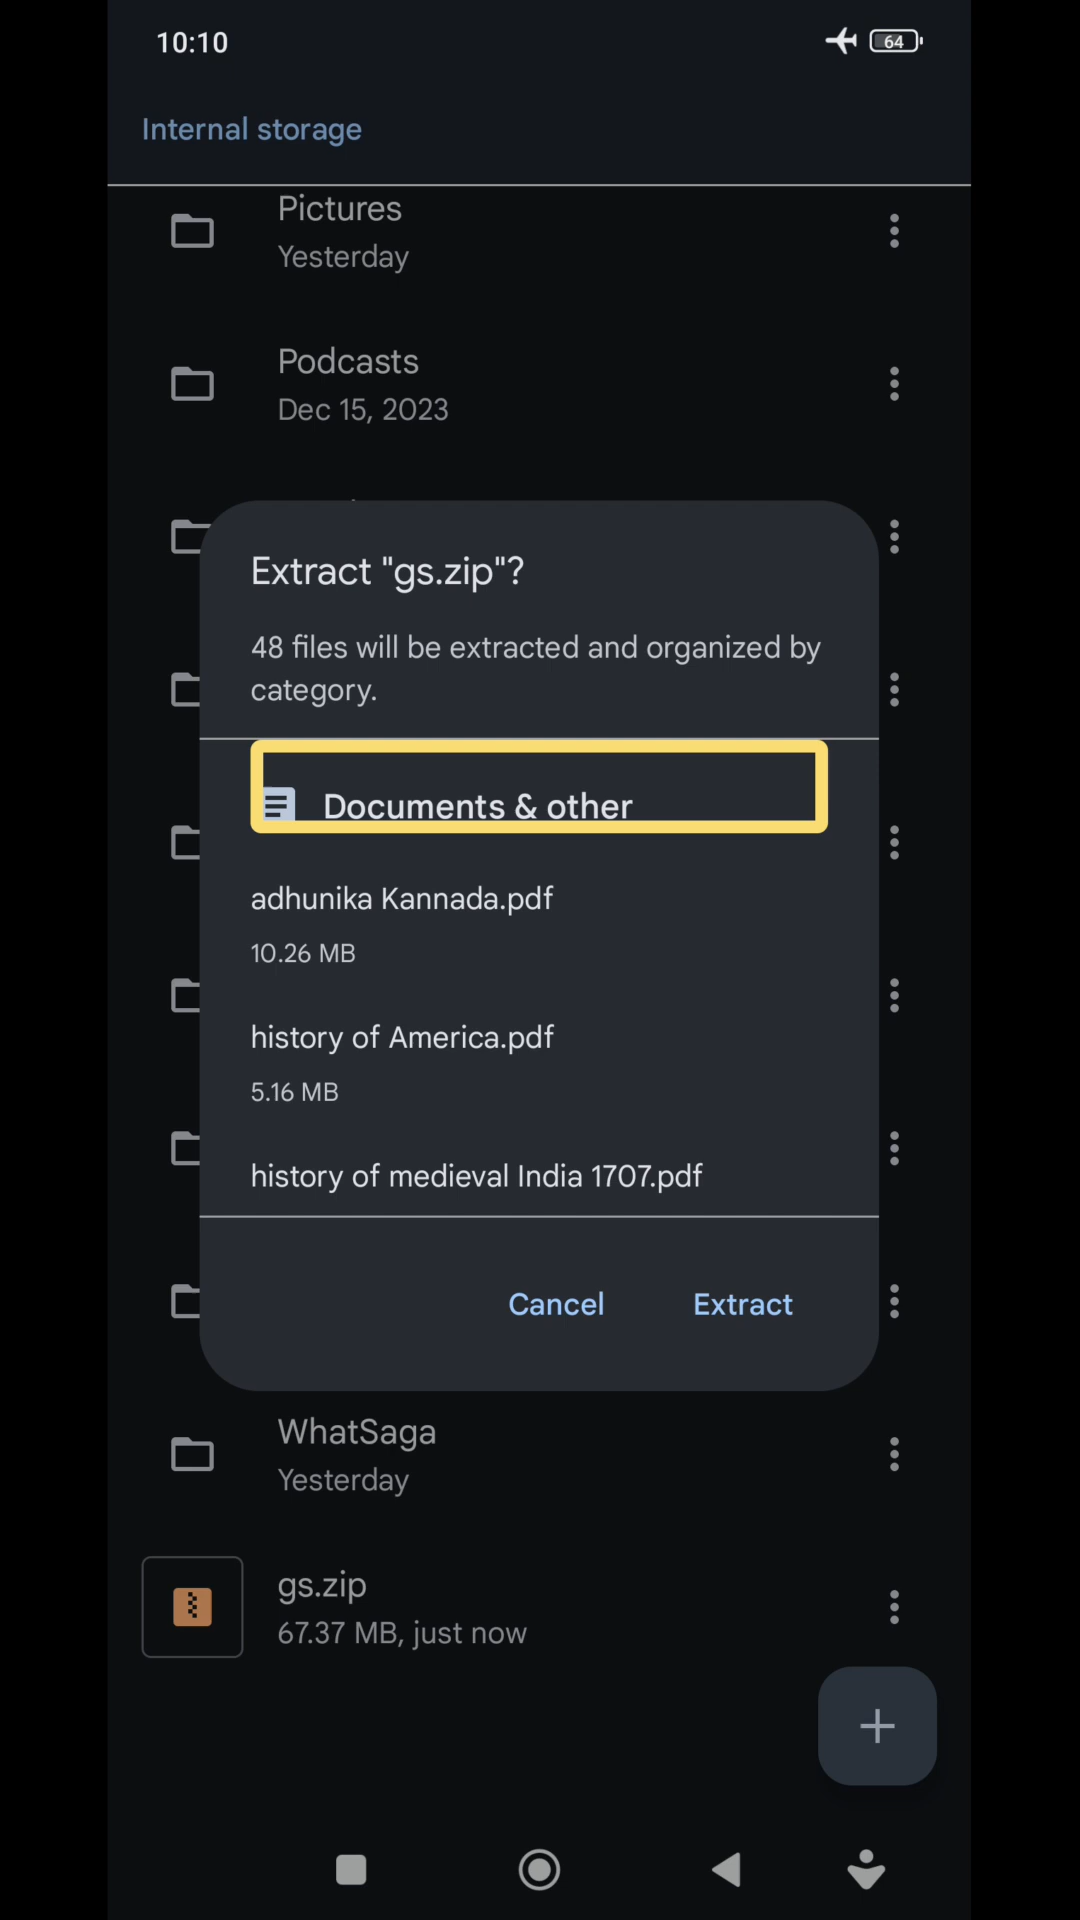 10:10
64
Internal storage
Pictures
Yesterday
Podcasts
Dec 15, 2023
Extract "gs.zip"?
48 files will be extracted and organized by
category.
Documents & other
adhunika Kannada.pdf
10.26 MB
history of America.pdf
5.16 MB
history of medieval India 1707.pdf
Cancel
Extract
WhatSaga
Yesterday
gs.zip
67.37 MB, just now